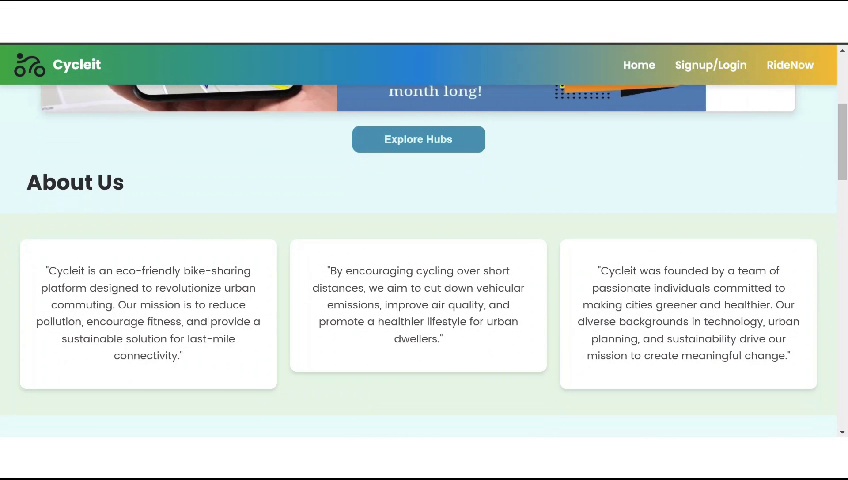 Cycleit
Home Signup/Login RideNow
month long!
Explore Hubs
About Us
"Cycleit is an eco-friendly bike-sharing
platform designed to revolutionize urban
commuting. Our mission is to reduce
pollution, encourage fitness, and provide a
sustainable solution for last-mile
connectivity."
"By encouraging cycling over short
distances, we aim to cut down vehicular
emissions, improve air quality, and
promote a healthier lifestyle for urban
dwellers."
"Cycleit was founded by a team of
passionate individuals committed to
making cities greener and healthier. Our
diverse backgrounds in technology, urban
planning, and sustainability drive our
mission to create meaningful change."